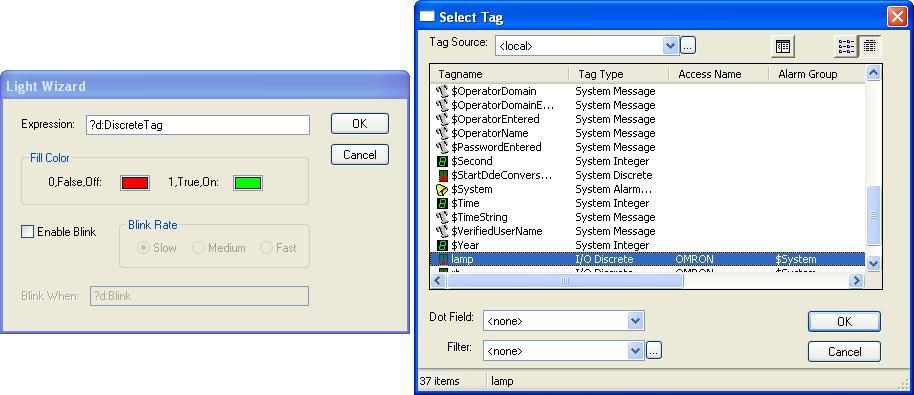 Light Wizard
Expression: ?d:DiscreteTag
OK
Cancel
Fill Color
0,False,Off: 1,True,On:
Enable Blink
Blink Rate
Slow Medium Fast
Blink When: ?d:Blink
Select Tag
Tag Source: <local> ...
Tagname Tag Type Access Name Alarm Group
$OperatorDomain System Message
$OperatorDomainE... System Message
$OperatorEntered System Message
$OperatorName System Message
$PasswordEntered System Message
$Second System Integer
$StartDdeConvers... System Discrete
$System System Alarm...
$Time System Integer
$TimeString System Message
$VerifiedUserName System Message
$Year System Integer
lamp I/O Discrete OMRON $System
I/O Discrete OMRON $System
Dot Field: <none>
OK
Filter: <none> ...
Cancel
37 items lamp